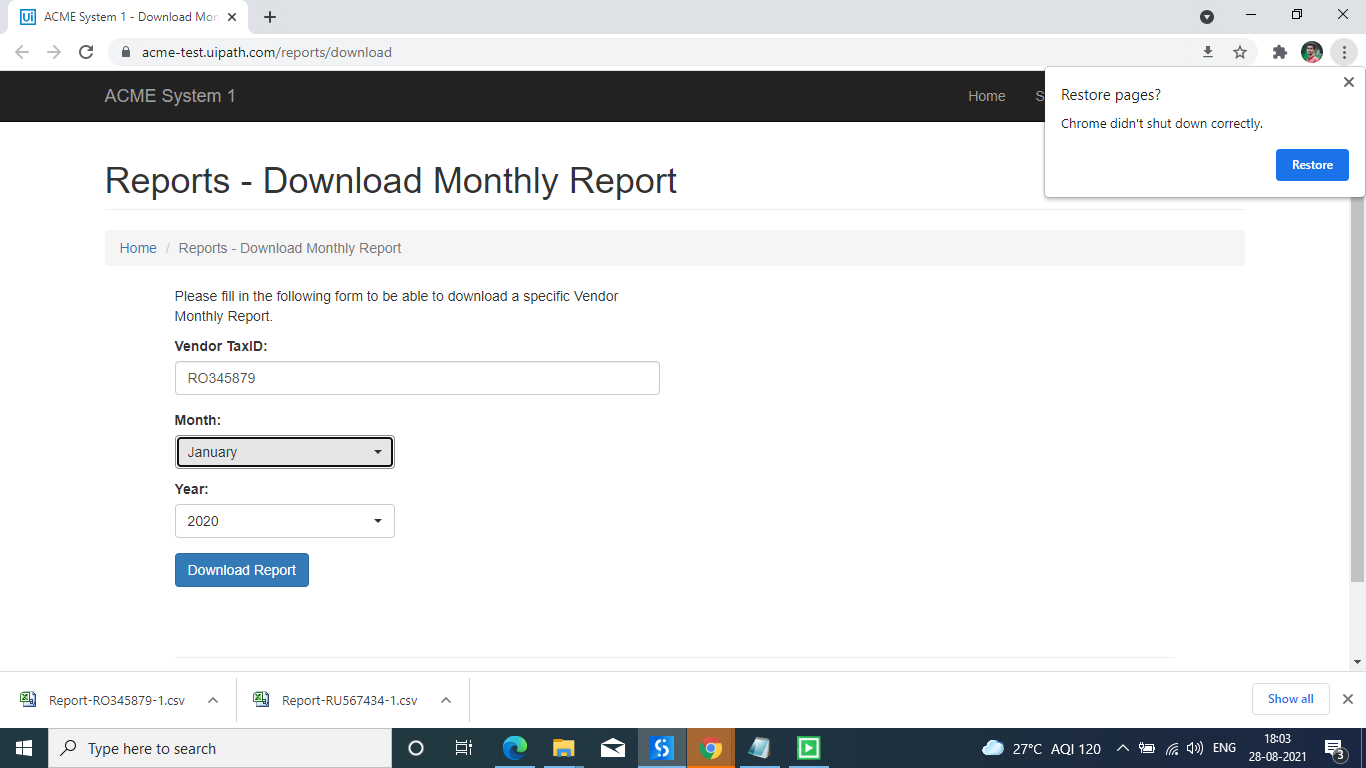 Ui ACME System 1 - Download Mon
acme-test.uipath.com/reports/download
ACME System 1
Home
S
Restore pages?
Chrome didn't shut down correctly.
Restore
Reports - Download Monthly Report
Home / Reports - Download Monthly Report
Please fill in the following form to be able to download a specific Vendor
Monthly Report.
Vendor TaxID:
RO345879
Month:
January
Year:
2020
Download Report
Report-RO345879-1.csv
Report-RU567434-1.csv
Show all
Type here to search
27°C AQI 120
ENG
18:03
28-08-2021
3